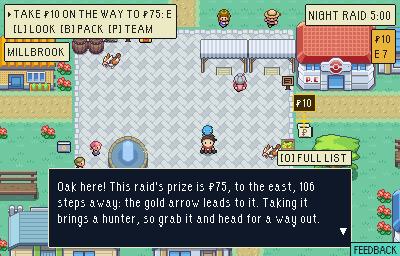 ▸TAKE ₽10 ON THE WAY TO ₽75: E
[L] LOOK [B] PACK [P] TEAM
NIGHT RAID 5:00
MILLBROOK
₽10
E 7
P.E
₽10
P
[O] FULL LIST
Oak here! This raid's prize is ₽75, to the east, 106
steps away: the gold arrow leads to it. Taking it
brings a hunter, so grab it and head for a way out.
FEEDBACK